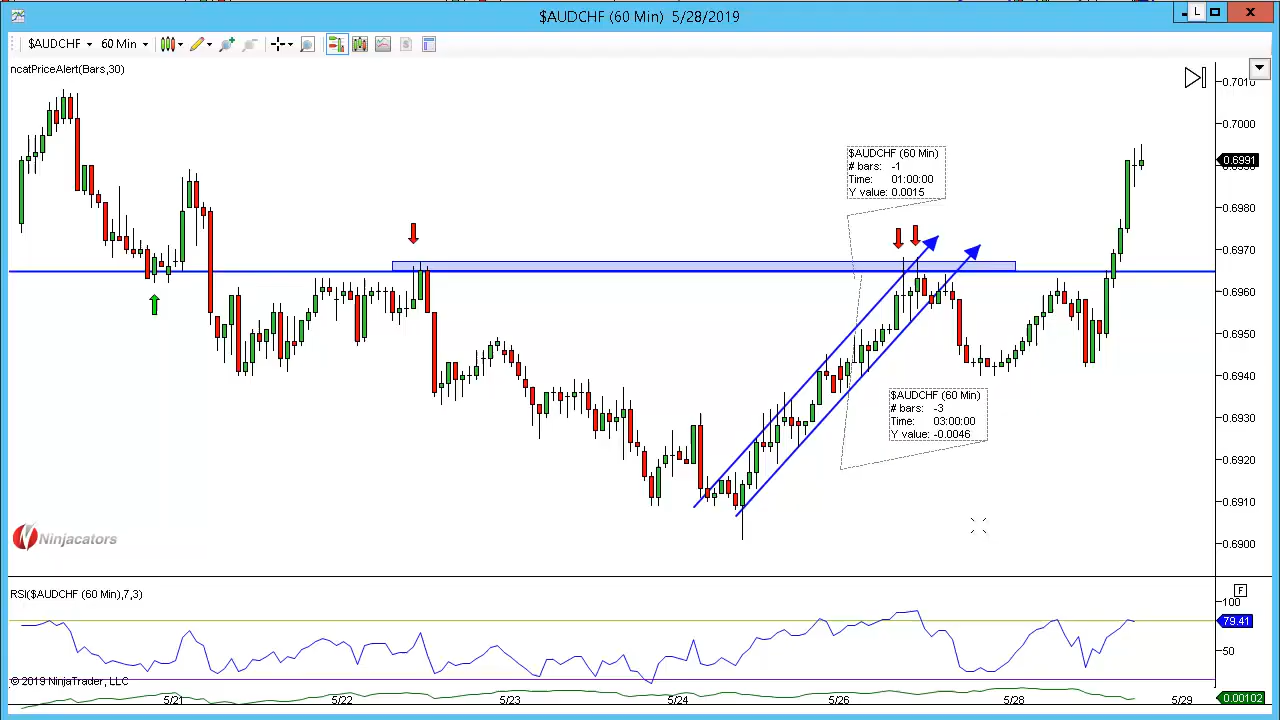 $AUDCHF (60 Min) 5/28/2019
L
$AUDCHF 60 Min
ncatPriceAlert(Bars,30)
0.7010
0.7000
0.6991
0.6980
0.6970
0.6960
0.6950
0.6940
0.6930
0.6920
0.6910
0.6900
$AUDCHF (60 Min)
# bars: -1
Time: 01:00:00
Y value: 0.0015
$AUDCHF (60 Min)
# bars: -3
Time: 03:00:00
Y value: -0.0046
Ninjacators
RSI($AUDCHF (60 Min),7,3)
F
100
79.41
50
© 2019 NinjaTrader, LLC
0.00102
5/21 5/22 5/23 5/24 5/26 5/28 5/29